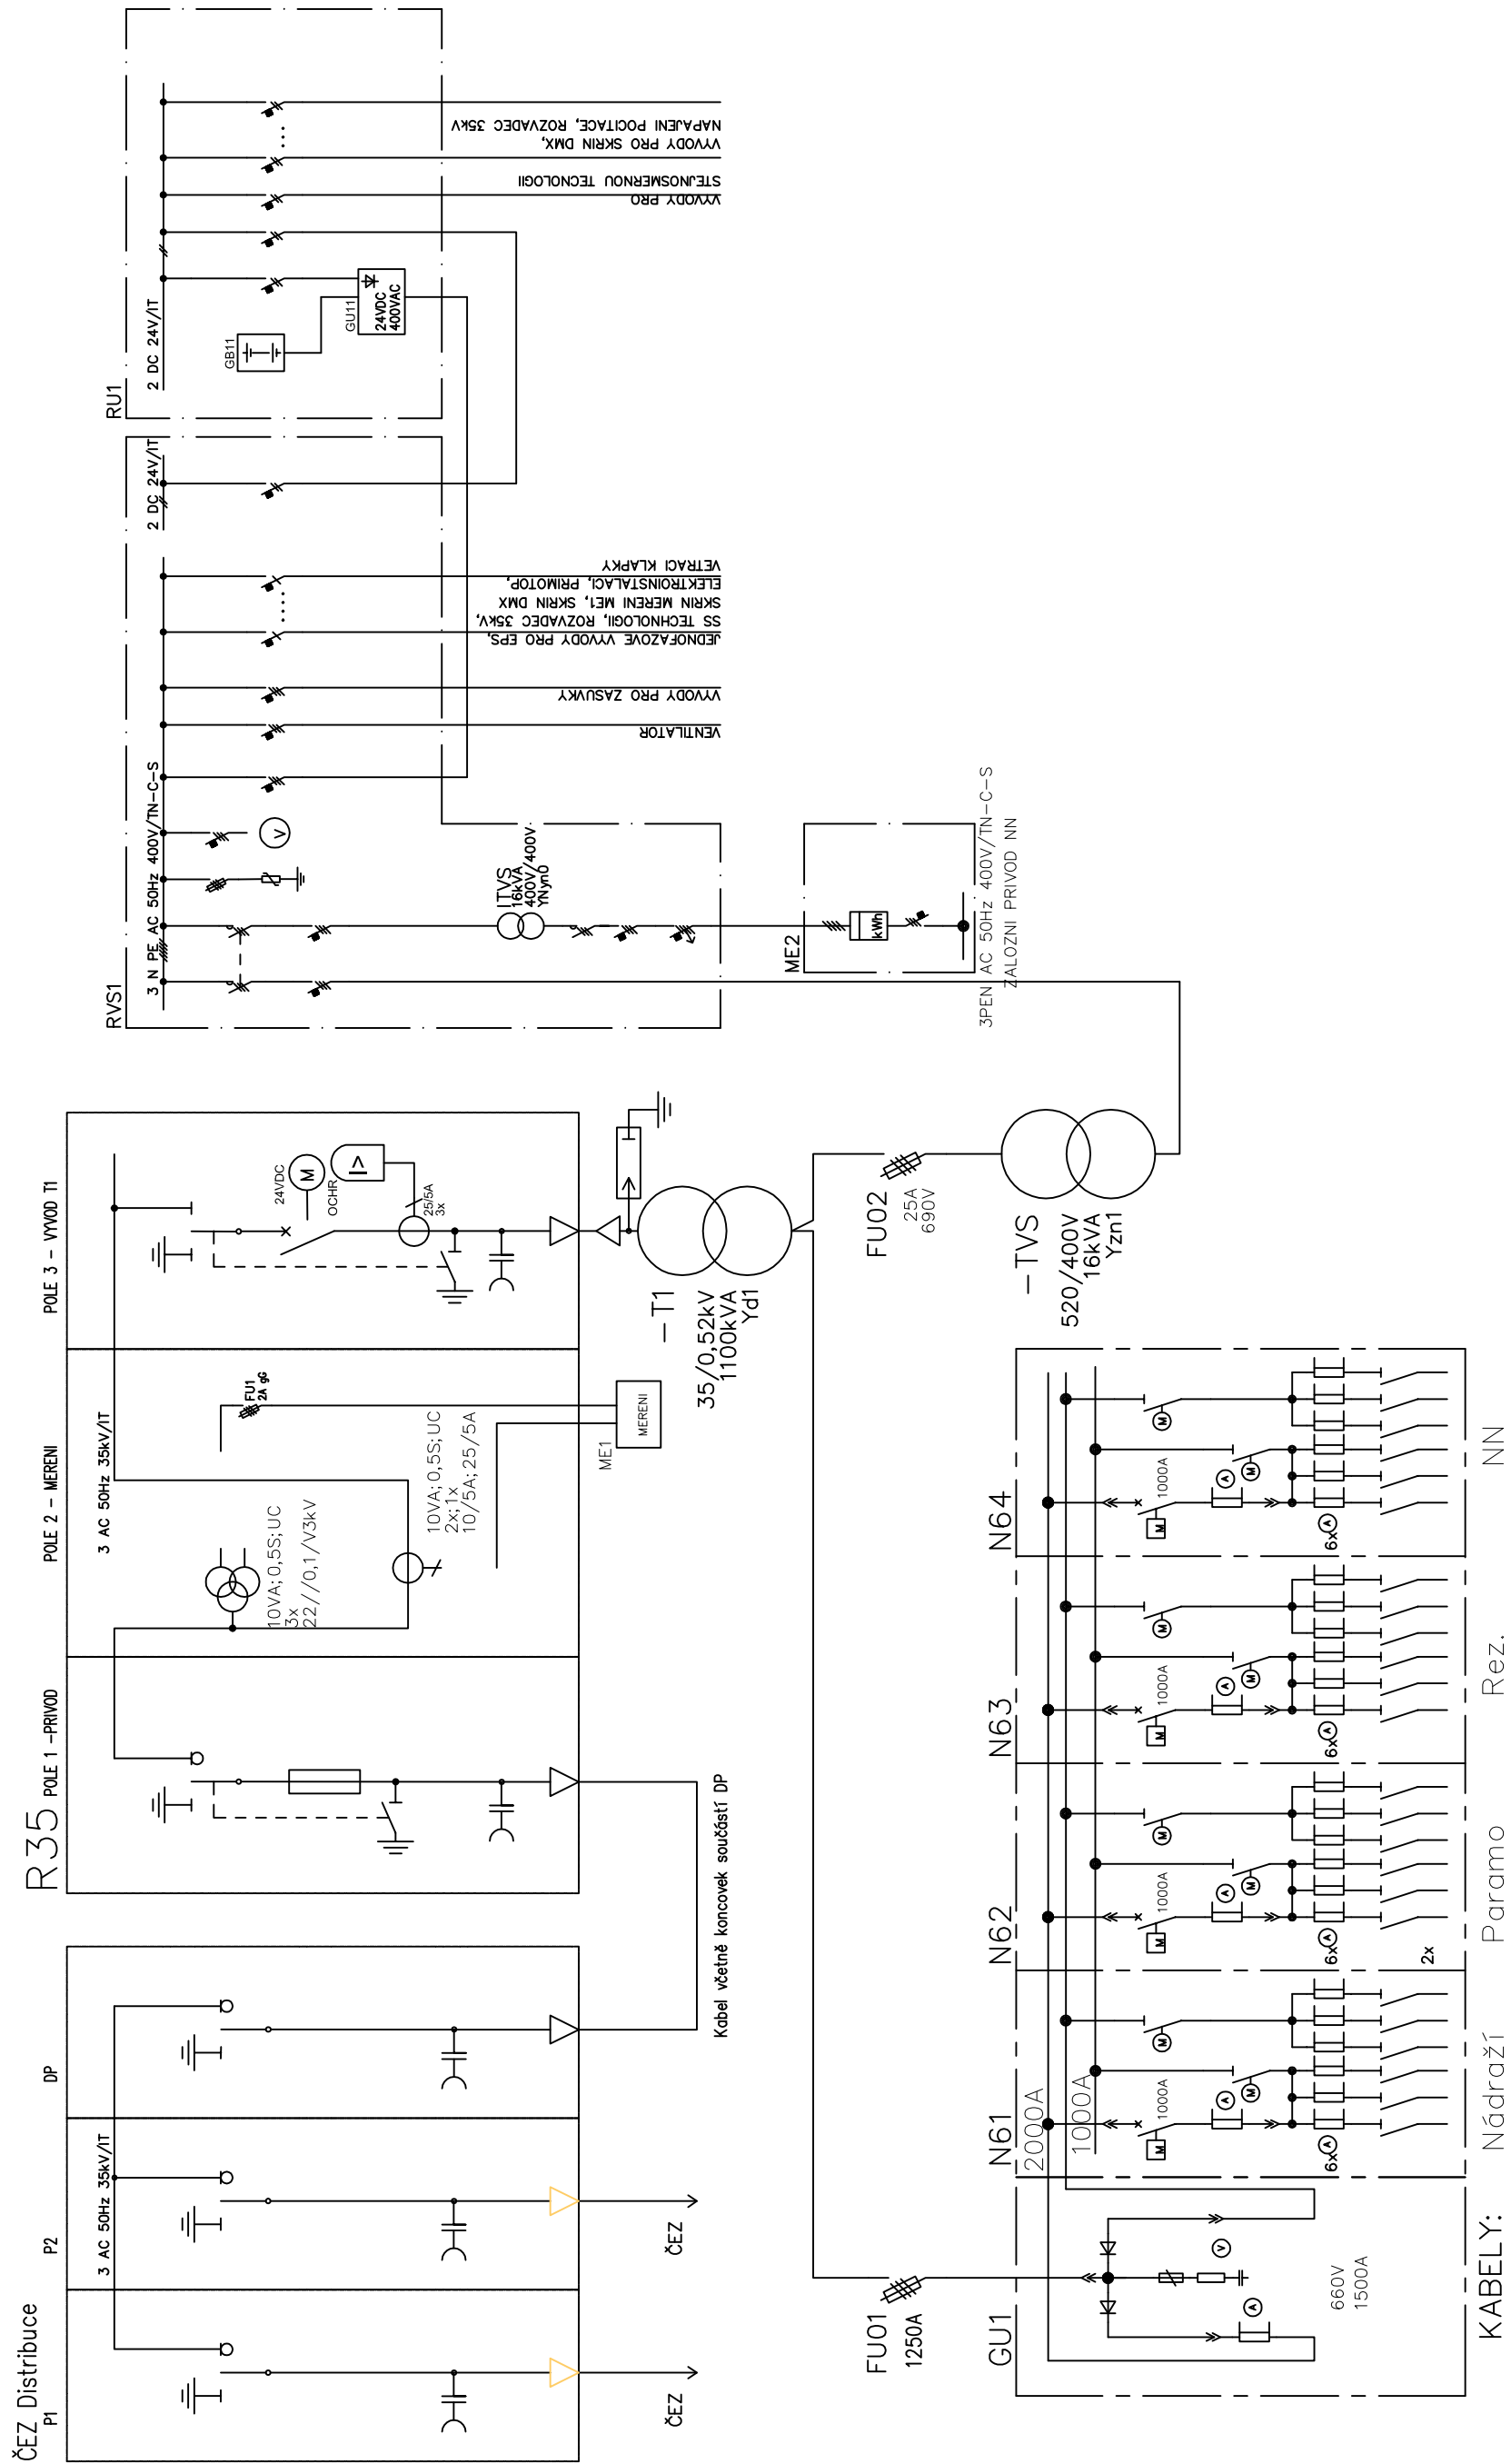 ČEZ Distribuce
P1
P2
DP
3 AC 50Hz 35kV/IT
ČEZ
ČEZ
Kabel včetně koncovek součástí DP
R35
POLE 1 -PRIVOD
POLE 2 - MERENI
POLE 3 - VYVOD T1
3 AC 50Hz 35kV/IT
10VA; 0,5S; UC
3x
22//0,1/V3kV
10VA; 0,5S; UC
2x; 1x
10/5A; 25/5A
FU1
2A gG
ME1
MERENI
24VDC
M
OCHR
I>
25/5A
3x
-T1
35/0,52kV
1100kVA
Yd1
FU02
25A
690V
-TVS
520/400V
16kVA
Yzn1
FU01
1250A
RVS1
3 N PE AC 50Hz 400V/TN-C-S
2 DC 24V/IT
V
ITVS
16kVA
400V/400V
YNyn0
VENTILATOR
VYVODY PRO ZASUVKY
JEDNOFAZOVE VYVODY PRO EPS,
SS TECHNOLOGII, ROZVADEC 35kV,
SKRIN MERENI ME1, SKRIN DMX
ELEKTROINSTALACI, PRIMOTOP,
VETRACI KLAPKY
ME2
kWh
3PEN AC 50Hz 400V/TN-C-S
ZALOZNI PRIVOD NN
RU1
2 DC 24V/IT
GB11
GU11
24VDC
400VAC
VYVODY PRO
STEJNOSMERNOU TECNOLOGII
VYVODY PRO SKRIN DMX,
NAPAJENI POCITACE, ROZVADEC 35kV
GU1
A
V
660V
1500A
N61
2000A
1000A
M
1000A
A
M
M
6x
A
N62
M
1000A
A
M
M
6x
A
2x
N63
M
1000A
A
M
M
6x
A
N64
M
1000A
A
M
M
6x
A
KABELY:
Nádraží
Paramo
Rez.
NN